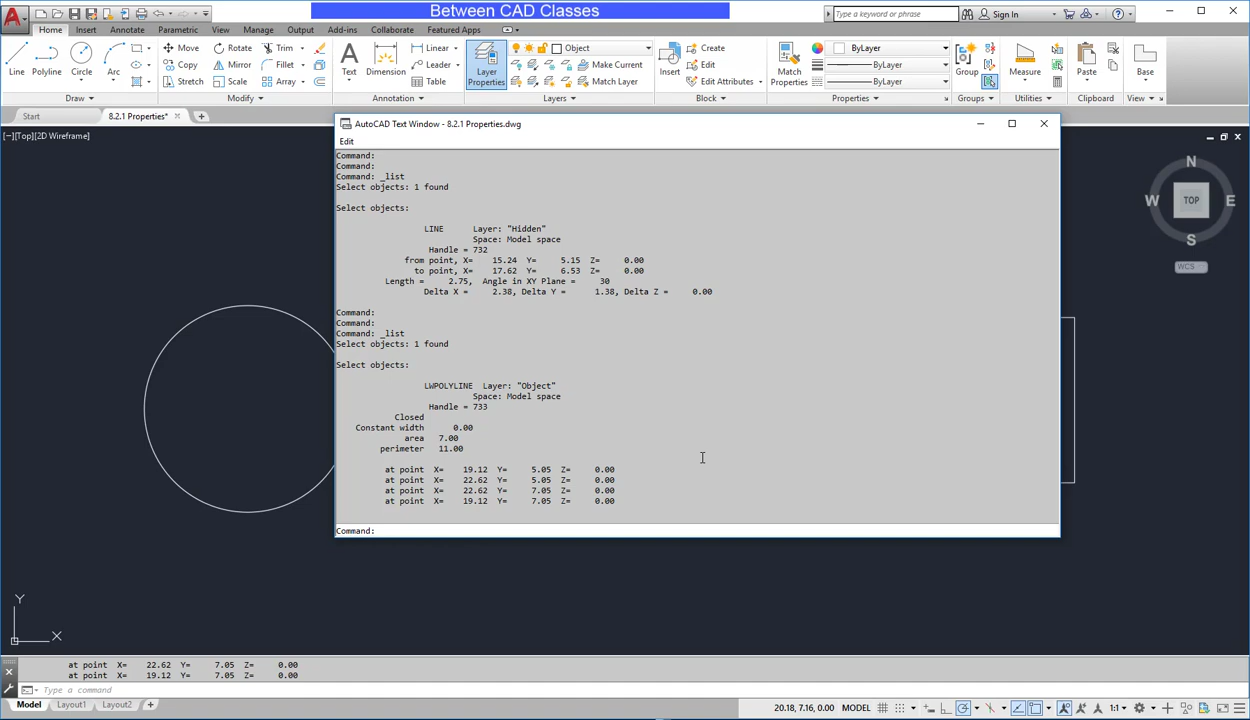 Between CAD Classes
Type a keyword or phrase
Sign In
Home Insert Annotate Parametric View Manage Output Add-ins Collaborate Featured Apps
Line Polyline Circle Arc
Move Rotate Trim
Copy Mirror Fillet
Stretch Scale Array
Text Dimension
Linear
Leader
Table
Layer Properties
Object
Make Current
Match Layer
Insert
Create
Edit
Edit Attributes
Match Properties
ByLayer
ByLayer
ByLayer
Group
Measure
Paste
Base
Draw Modify Annotation Layers Block Properties Groups Utilities Clipboard View
Start 8.2.1 Properties*
[−][Top][2D Wireframe]
AutoCAD Text Window - 8.2.1 Properties.dwg
Edit
Command:
Command:
Command: _list
Select objects: 1 found
Select objects:
LINE Layer: "Hidden"
Space: Model space
Handle = 732
from point, X= 15.24 Y= 5.15 Z= 0.00
to point, X= 17.62 Y= 6.53 Z= 0.00
Length = 2.75, Angle in XY Plane = 30
Delta X = 2.38, Delta Y = 1.38, Delta Z = 0.00
Command:
Command:
Command: _list
Select objects: 1 found
Select objects:
LWPOLYLINE Layer: "Object"
Space: Model space
Handle = 733
Closed
Constant width 0.00
area 7.00
perimeter 11.00
at point X= 19.12 Y= 5.05 Z= 0.00
at point X= 22.62 Y= 5.05 Z= 0.00
at point X= 22.62 Y= 7.05 Z= 0.00
at point X= 19.12 Y= 7.05 Z= 0.00
Command:
N
W TOP E
S
WCS
Y
X
at point X= 22.62 Y= 7.05 Z= 0.00
at point X= 19.12 Y= 7.05 Z= 0.00
Type a command
Model Layout1 Layout2
20.18, 7.16, 0.00 MODEL
1:1